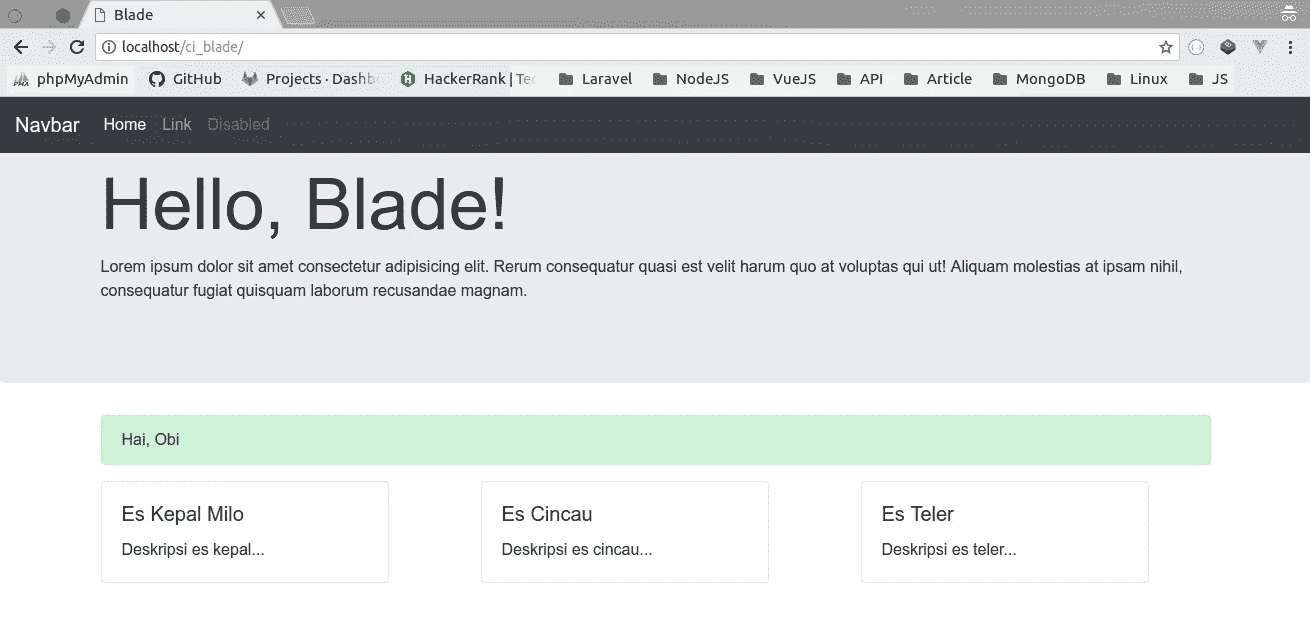 Blade
localhost/ci_blade/
phpMyAdmin GitHub Projects · Dashb HackerRank | Tec Laravel NodeJS VueJS API Article MongoDB Linux JS
Navbar Home Link Disabled
Hello, Blade!
Lorem ipsum dolor sit amet consectetur adipisicing elit. Rerum consequatur quasi est velit harum quo at voluptas qui ut! Aliquam molestias at ipsam nihil,
consequatur fugiat quisquam laborum recusandae magnam.
Hai, Obi
Es Kepal Milo
Deskripsi es kepal...
Es Cincau
Deskripsi es cincau...
Es Teler
Deskripsi es teler...